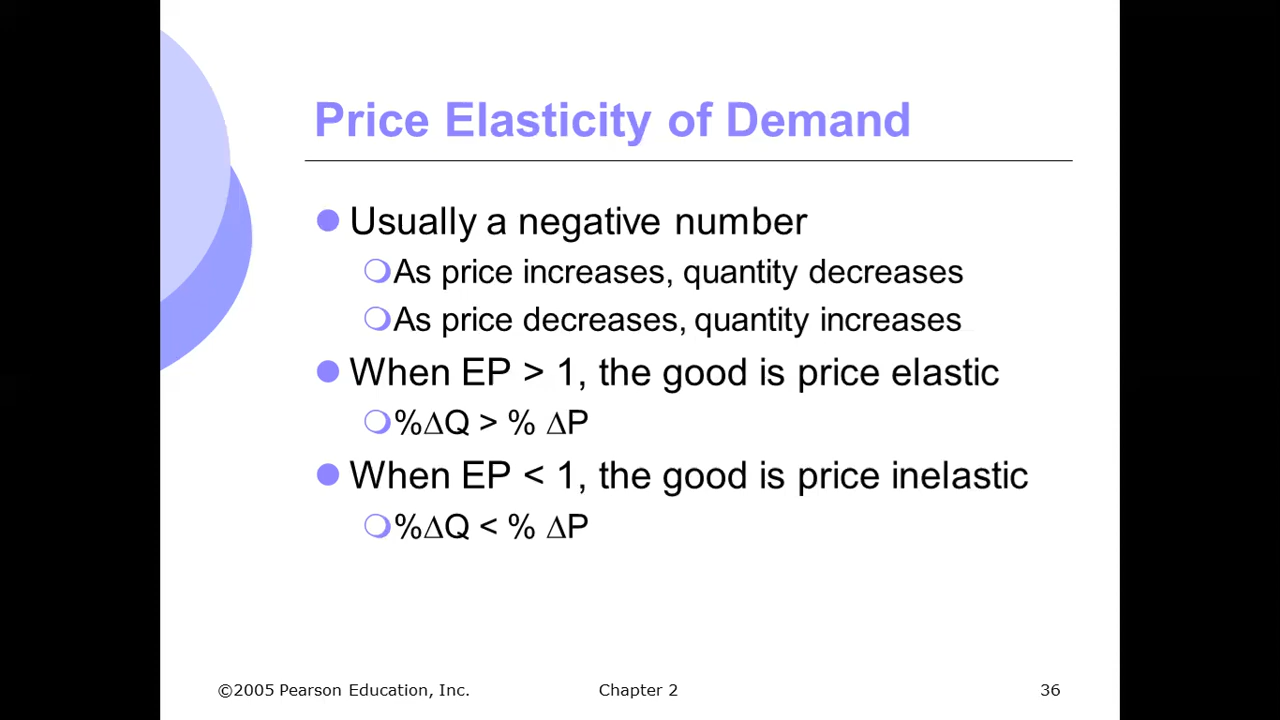 Price Elasticity of Demand
Usually a negative number
As price increases, quantity decreases
As price decreases, quantity increases
When EP > 1, the good is price elastic
%∆Q > % ∆P
When EP < 1, the good is price inelastic
%∆Q < % ∆P
©2005 Pearson Education, Inc. Chapter 2 36